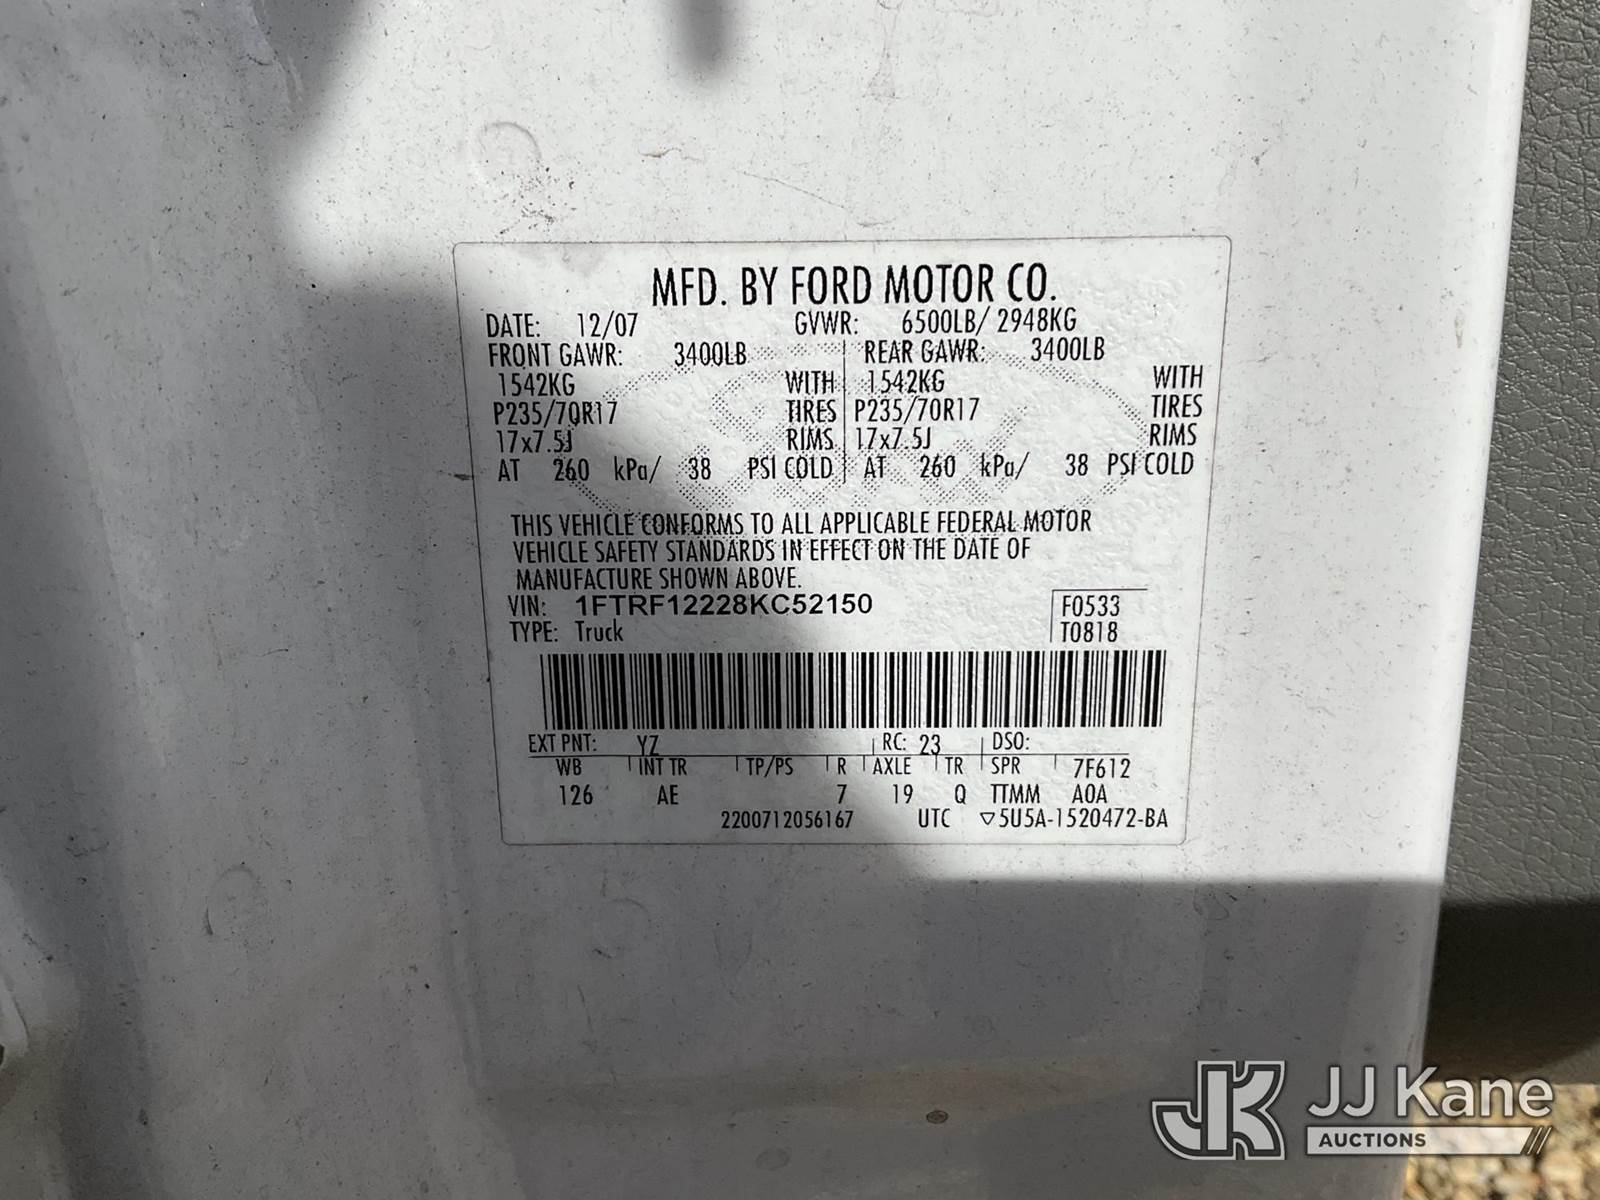 MFD. BY FORD MOTOR CO.
DATE: 12/07 GVWR: 6500LB/ 2948KG
FRONT GAWR: 3400LB REAR GAWR: 3400LB
1542KG WITH 1542KG WITH
P235/70R17 TIRES P235/70R17 TIRES
17x7.5J RIMS 17x7.5J RIMS
AT 260 kPa/ 38 PSI COLD AT 260 kPa/ 38 PSI COLD
THIS VEHICLE CONFORMS TO ALL APPLICABLE FEDERAL MOTOR
VEHICLE SAFETY STANDARDS IN EFFECT ON THE DATE OF
MANUFACTURE SHOWN ABOVE.
VIN: 1FTRF12228KC52150 F0533
TYPE: Truck T0818
EXT PNT: YZ RC: 23 DSO:
WB INT TR TP/PS R AXLE TR SPR 7F612
126 AE 7 19 Q TTMM A0A
2200712056167 UTC ▽5U5A-1520472-BA
JK JJ Kane
AUCTIONS